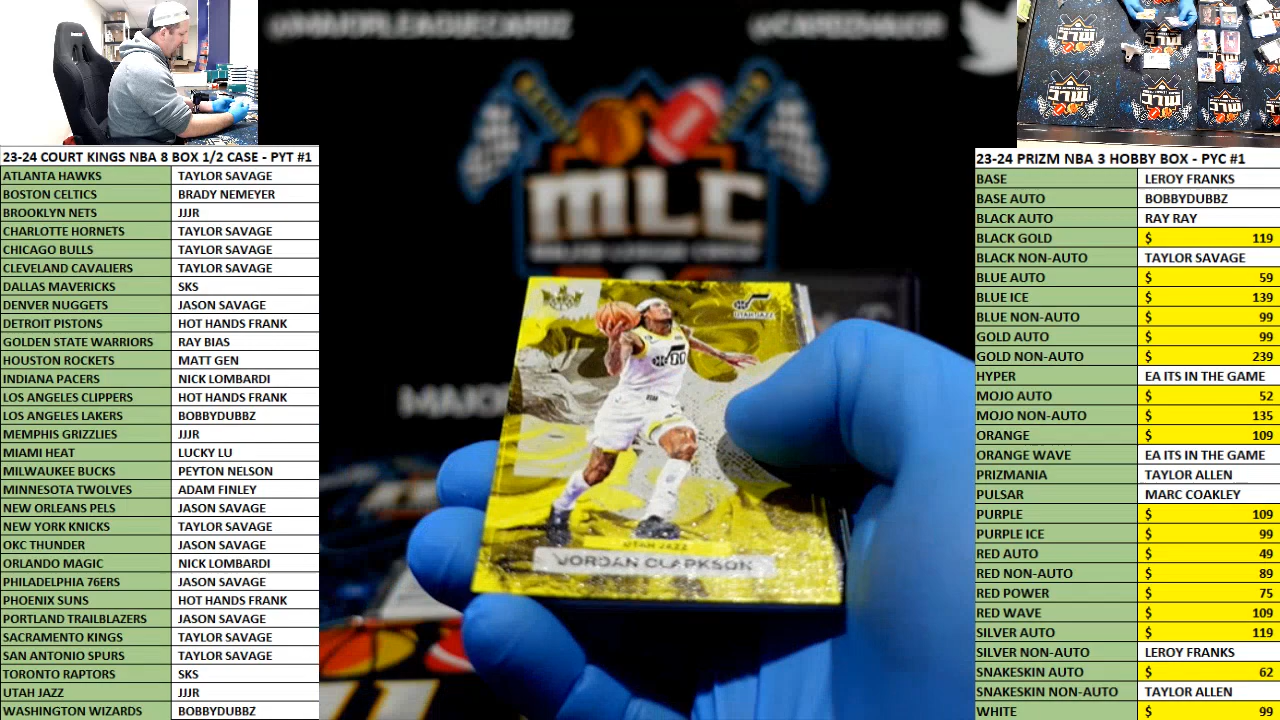 @MAJORLEAGUECARDZ
@CARDZMAJOR
MLC
MAJOR LEAGUE CARDZ
23-24 COURT KINGS NBA 8 BOX 1/2 CASE - PYT #1
ATLANTA HAWKS TAYLOR SAVAGE
BOSTON CELTICS BRADY NEMEYER
BROOKLYN NETS JJJR
CHARLOTTE HORNETS TAYLOR SAVAGE
CHICAGO BULLS TAYLOR SAVAGE
CLEVELAND CAVALIERS TAYLOR SAVAGE
DALLAS MAVERICKS SKS
DENVER NUGGETS JASON SAVAGE
DETROIT PISTONS HOT HANDS FRANK
GOLDEN STATE WARRIORS RAY BIAS
HOUSTON ROCKETS MATT GEN
INDIANA PACERS NICK LOMBARDI
LOS ANGELES CLIPPERS HOT HANDS FRANK
LOS ANGELES LAKERS BOBBYDUBBZ
MEMPHIS GRIZZLIES JJJR
MIAMI HEAT LUCKY LU
MILWAUKEE BUCKS PEYTON NELSON
MINNESOTA TWOLVES ADAM FINLEY
NEW ORLEANS PELS JASON SAVAGE
NEW YORK KNICKS TAYLOR SAVAGE
OKC THUNDER JASON SAVAGE
ORLANDO MAGIC NICK LOMBARDI
PHILADELPHIA 76ERS JASON SAVAGE
PHOENIX SUNS HOT HANDS FRANK
PORTLAND TRAILBLAZERS JASON SAVAGE
SACRAMENTO KINGS TAYLOR SAVAGE
SAN ANTONIO SPURS TAYLOR SAVAGE
TORONTO RAPTORS SKS
UTAH JAZZ JJJR
WASHINGTON WIZARDS BOBBYDUBBZ
UTAH JAZZ
00
UTAH JAZZ
JORDAN CLARKSON
23-24 PRIZM NBA 3 HOBBY BOX - PYC #1
BASE LEROY FRANKS
BASE AUTO BOBBYDUBBZ
BLACK AUTO RAY RAY
BLACK GOLD $ 119
BLACK NON-AUTO TAYLOR SAVAGE
BLUE AUTO $ 59
BLUE ICE $ 139
BLUE NON-AUTO $ 99
GOLD AUTO $ 99
GOLD NON-AUTO $ 239
HYPER EA ITS IN THE GAME
MOJO AUTO $ 52
MOJO NON-AUTO $ 135
ORANGE $ 109
ORANGE WAVE EA ITS IN THE GAME
PRIZMANIA TAYLOR ALLEN
PULSAR MARC COAKLEY
PURPLE $ 109
PURPLE ICE $ 99
RED AUTO $ 49
RED NON-AUTO $ 89
RED POWER $ 75
RED WAVE $ 109
SILVER AUTO $ 119
SILVER NON-AUTO LEROY FRANKS
SNAKESKIN AUTO $ 62
SNAKESKIN NON-AUTO TAYLOR ALLEN
WHITE $ 99